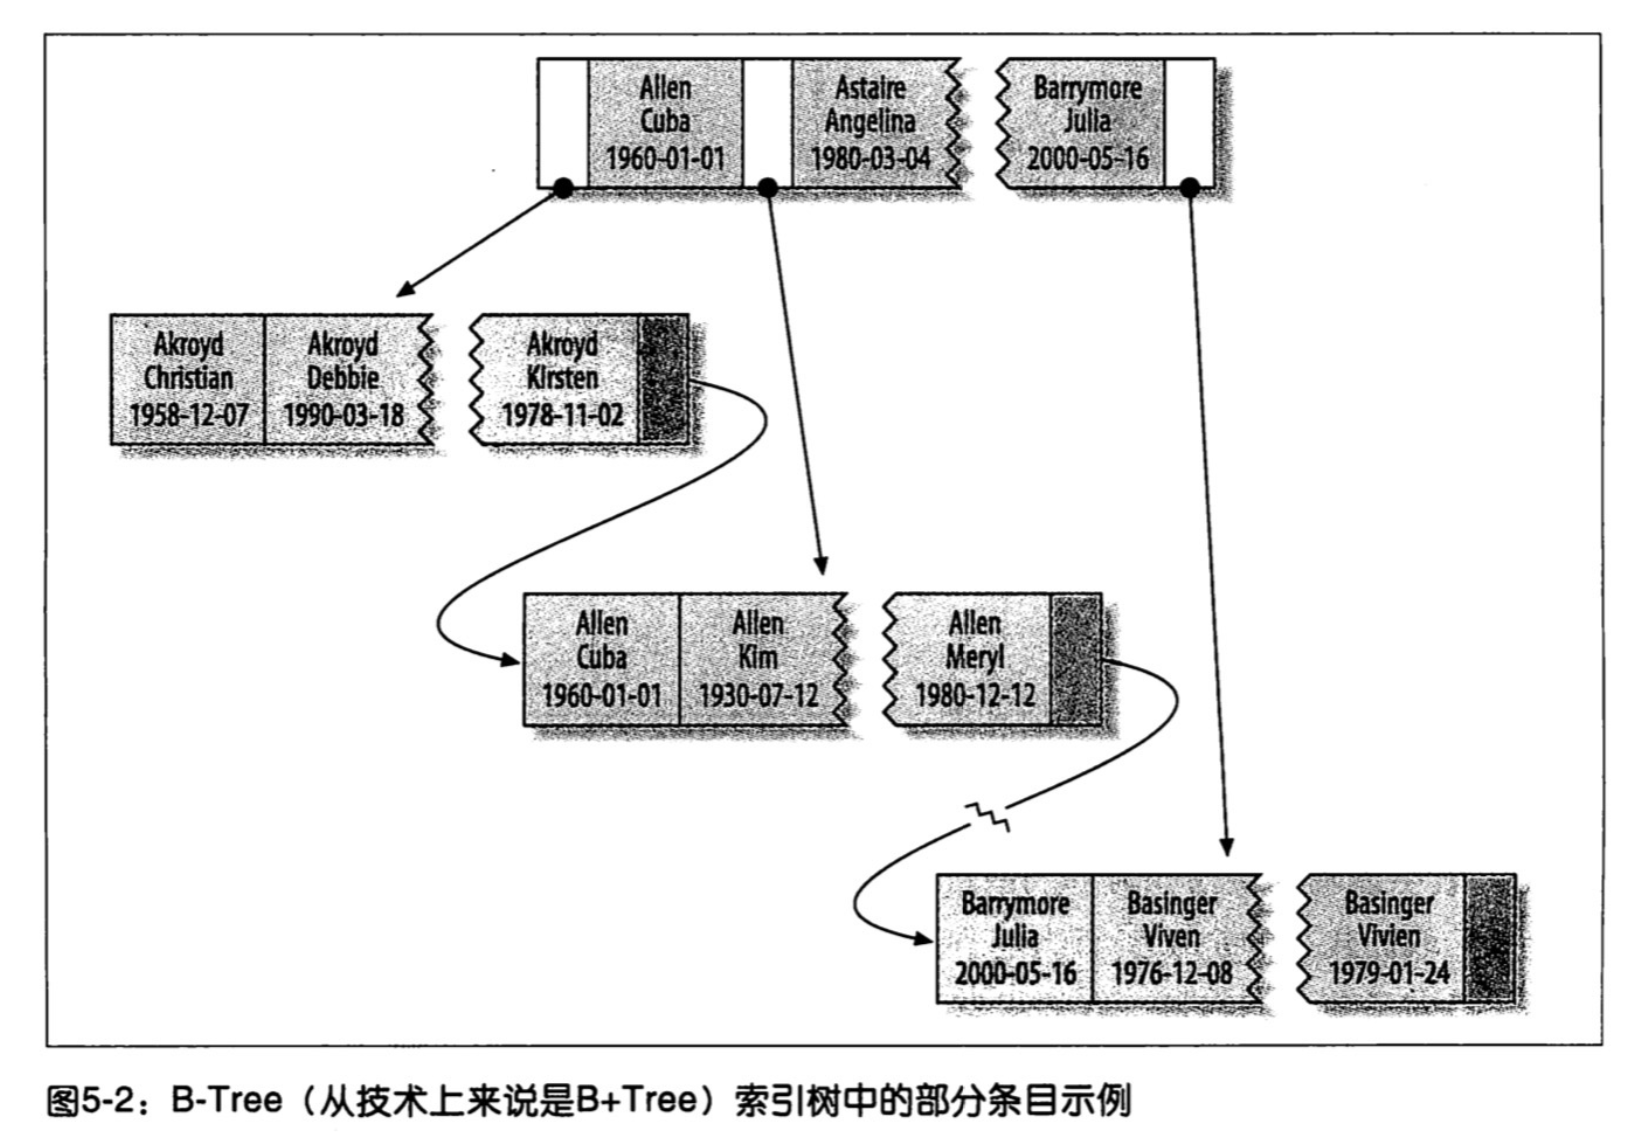 Allen
Cuba
1960-01-01
Astaire
Angelina
1980-03-04
Barrymore
Julia
2000-05-16
Akroyd
Christian
1958-12-07
Akroyd
Debbie
1990-03-18
Akroyd
Kirsten
1978-11-02
Allen
Cuba
1960-01-01
Allen
Kim
1930-07-12
Allen
Meryl
1980-12-12
Barrymore
Julia
2000-05-16
Basinger
Viven
1976-12-08
Basinger
Vivien
1979-01-24
图5-2：B-Tree（从技术上来说是B+Tree）索引树中的部分条目示例